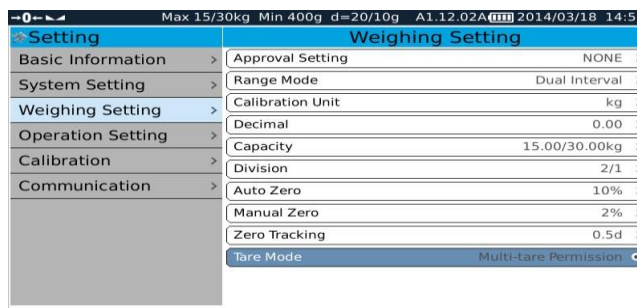 →0← Max 15/30kg Min 400g d=20/10g A1.12.02A 2014/03/18 14:5
Setting
Weighing Setting
Basic Information >
System Setting >
Weighing Setting >
Operation Setting >
Calibration >
Communication >
Approval Setting NONE
Range Mode Dual Interval
Calibration Unit kg
Decimal 0.00
Capacity 15.00/30.00kg
Division 2/1
Auto Zero 10%
Manual Zero 2%
Zero Tracking 0.5d
Tare Mode Multi-tare Permission